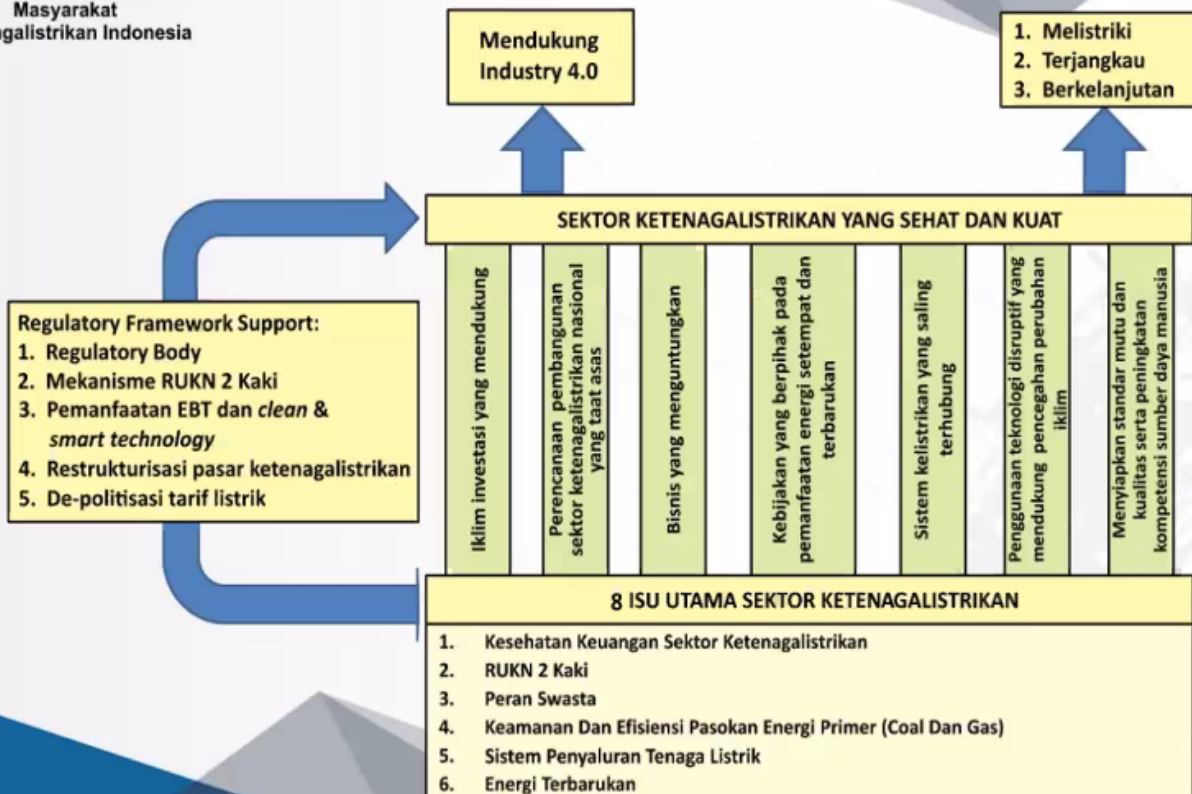 Masyarakat
galistrikan Indonesia
Mendukung
Industry 4.0
1. Melistriki
2. Terjangkau
3. Berkelanjutan
SEKTOR KETENAGALISTRIKAN YANG SEHAT DAN KUAT
Regulatory Framework Support:
1. Regulatory Body
2. Mekanisme RUKN 2 Kaki
3. Pemanfaatan EBT dan clean &
smart technology
4. Restrukturisasi pasar ketenagalistrikan
5. De-politisasi tarif listrik
Iklim investasi yang mendukung
Perencanaan pembangunan
sektor ketenagalistrikan nasional
yang taat asas
Bisnis yang menguntungkan
Kebijakan yang berpihak pada
pemanfaatan energi setempat dan
terbarukan
Sistem kelistrikan yang saling
terhubung
Penggunaan teknologi disruptif yang
mendukung pencegahan perubahan
iklim
Menyiapkan standar mutu dan
kualitas serta peningkatan
kompetensi sumber daya manusia
8 ISU UTAMA SEKTOR KETENAGALISTRIKAN
1. Kesehatan Keuangan Sektor Ketenagalistrikan
2. RUKN 2 Kaki
3. Peran Swasta
4. Keamanan Dan Efisiensi Pasokan Energi Primer (Coal Dan Gas)
5. Sistem Penyaluran Tenaga Listrik
6. Energi Terbarukan